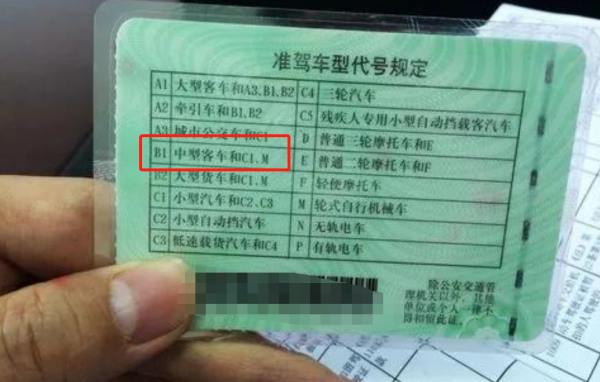 准驾车型代号规定
A1 大型客车和A3、B1、B2 C4 三轮汽车
A2 牵引车和B1、B2 C5 残疾人专用小型自动挡载客汽车
A3 城市公交车和C1 D 普通三轮摩托车和E
B1 中型客车和C1、M E 普通二轮摩托车和F
B2 大型货车和C1、M F 轻便摩托车
C1 小型汽车和C2、C3 M 轮式自行机械车
C2 小型自动挡汽车 N 无轨电车
C3 低速载货汽车和C4 P 有轨电车
除公安交通管
理机关以外，其他
单位或个人一律不
得扣留此证。